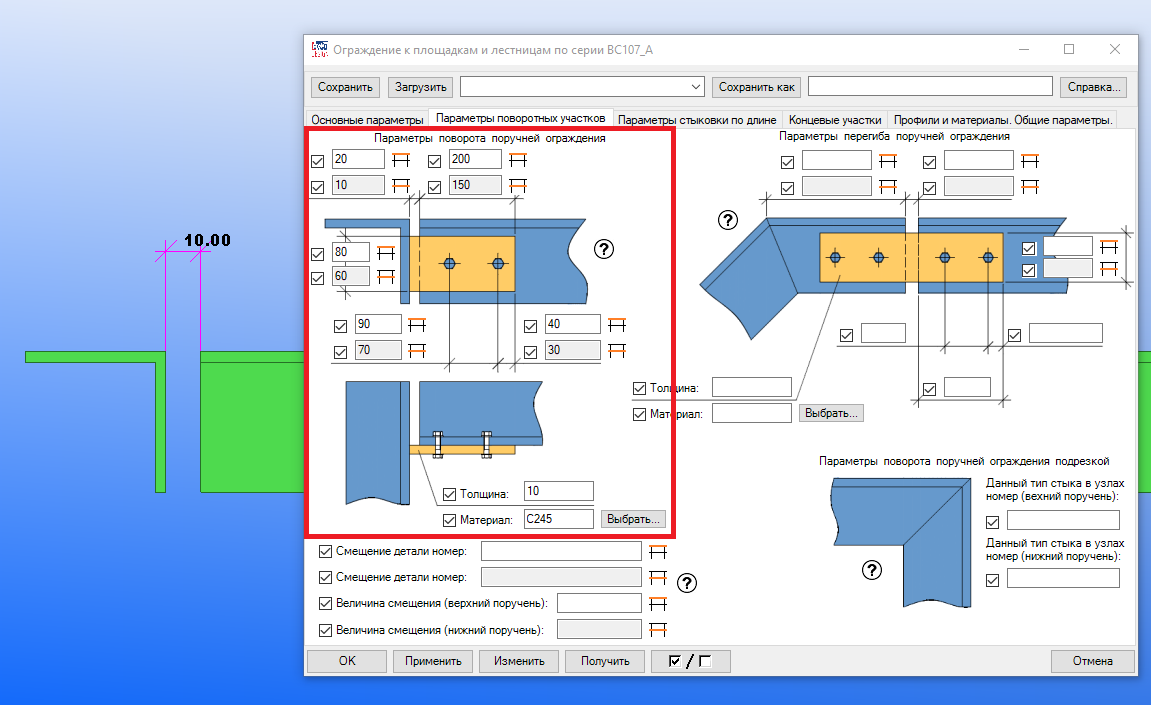 Ограждение к площадкам и лестницам по серии ВС107_А
Сохранить Загрузить Сохранить как Справка...
Основные параметры Параметры поворотных участков Параметры стыковки по длине Концевые участки Профили и материалы. Общие параметры.
Параметры поворота поручней ограждения
20 200
10 150
80
60
?
90 40
70 30
Толщина: 10
Материал: С245 Выбрать...
Параметры перегиба поручней ограждения
?
Толщина:
Материал: Выбрать...
10.00
Смещение детали номер:
Смещение детали номер:
?
Величина смещения (верхний поручень):
Величина смещения (нижний поручень):
Параметры поворота поручней ограждения подрезкой
Данный тип стыка в узлах
номер (вехний поручень):
Данный тип стыка в узлах
номер (нижний поручень):
?
ОК Применить Изменить Получить / Отмена